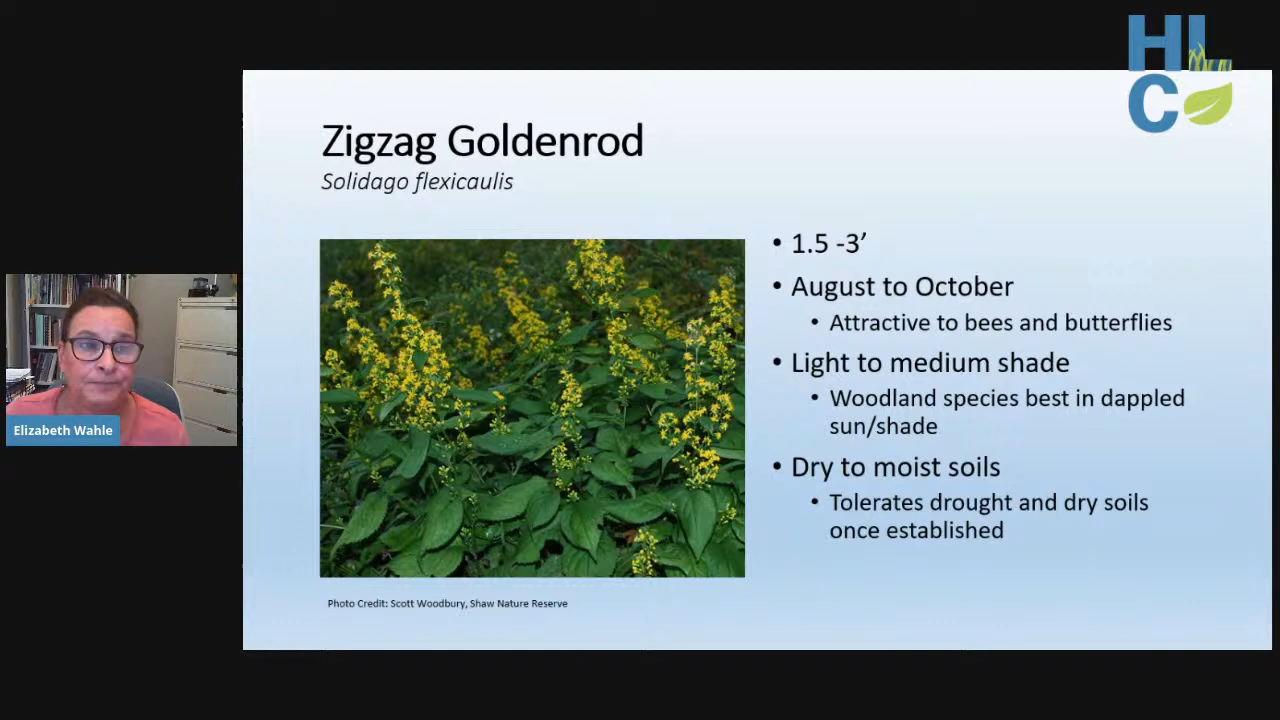 HL
C
Zigzag Goldenrod
Solidago flexicaulis
• 1.5 -3’
• August to October
• Attractive to bees and butterflies
• Light to medium shade
• Woodland species best in dappled
sun/shade
• Dry to moist soils
• Tolerates drought and dry soils
once established
Photo Credit: Scott Woodbury, Shaw Nature Reserve
Elizabeth Wahle